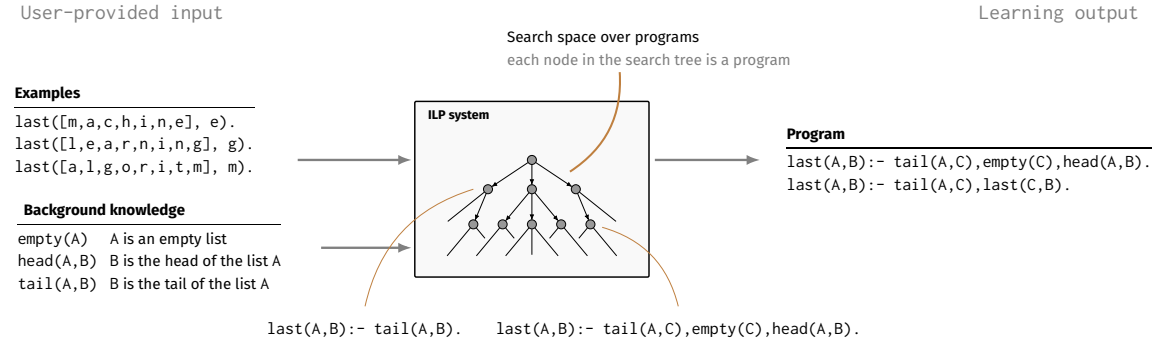 User-provided input
Learning output
Search space over programs
each node in the search tree is a program
Examples
last([m,a,c,h,i,n,e], e).
last([l,e,a,r,n,i,n,g], g).
last([a,l,g,o,r,i,t,m], m).
ILP system
Program
last(A,B):- tail(A,C),empty(C),head(A,B).
last(A,B):- tail(A,C),last(C,B).
Background knowledge
empty(A) A is an empty list
head(A,B) B is the head of the list A
tail(A,B) B is the tail of the list A
last(A,B):- tail(A,B).
last(A,B):- tail(A,C),empty(C),head(A,B).